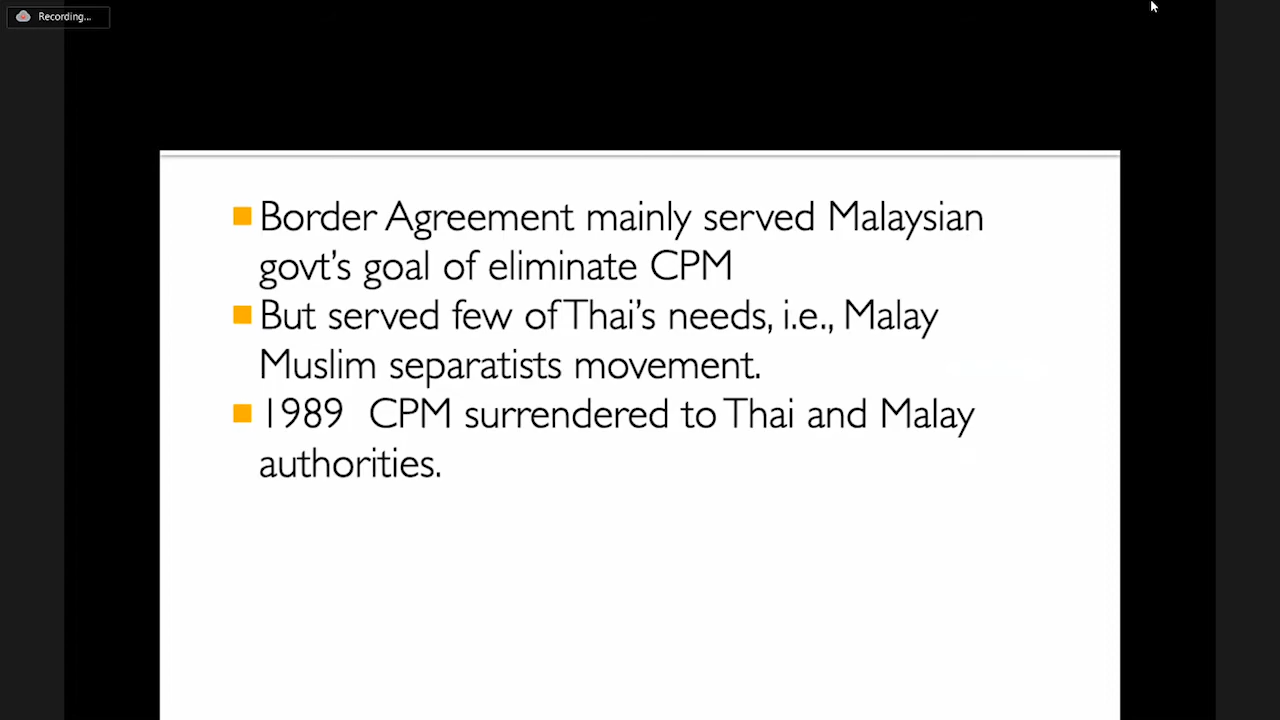 Recording...
Border Agreement mainly served Malaysian
govt's goal of eliminate CPM
But served few of Thai's needs, i.e., Malay
Muslim separatists movement.
1989 CPM surrendered to Thai and Malay
authorities.